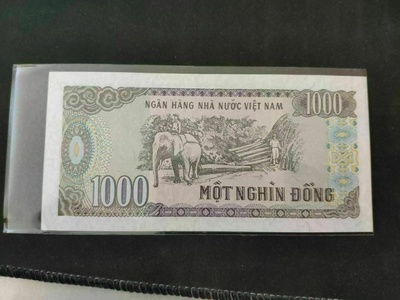 NGÂN HÀNG NHÀ NƯỚC VIỆT NAM
1000
1000
MỘT NGHÌN ĐỒNG